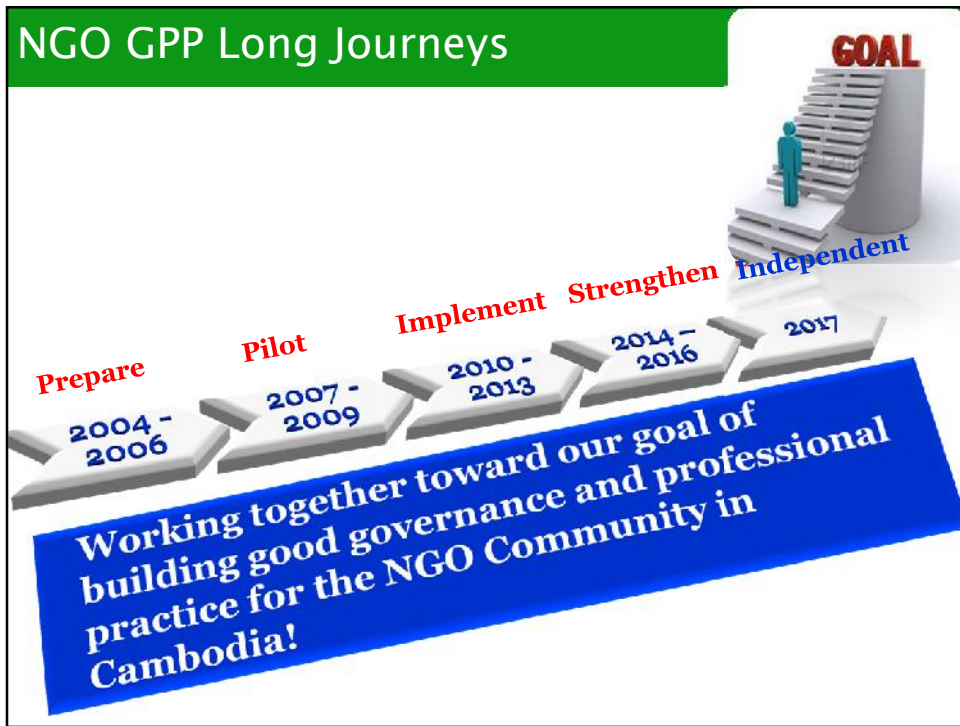 NGO GPP Long Journeys
GOAL
Prepare
Pilot
Implement
Strengthen
Independent
2004 -
2006
2007 -
2009
2010 -
2013
2014 –
2016
2017
Working together toward our goal of
building good governance and professional
practice for the NGO Community in
Cambodia!